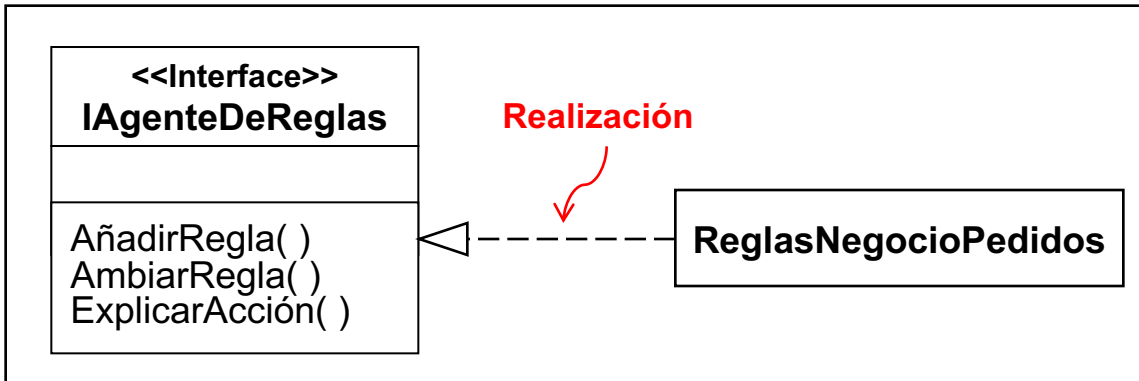 <<Interface>>
IAgenteDeReglas
Realización
AñadirRegla( )
AmbiarRegla( )
ExplicarAcción( )
ReglasNegocioPedidos